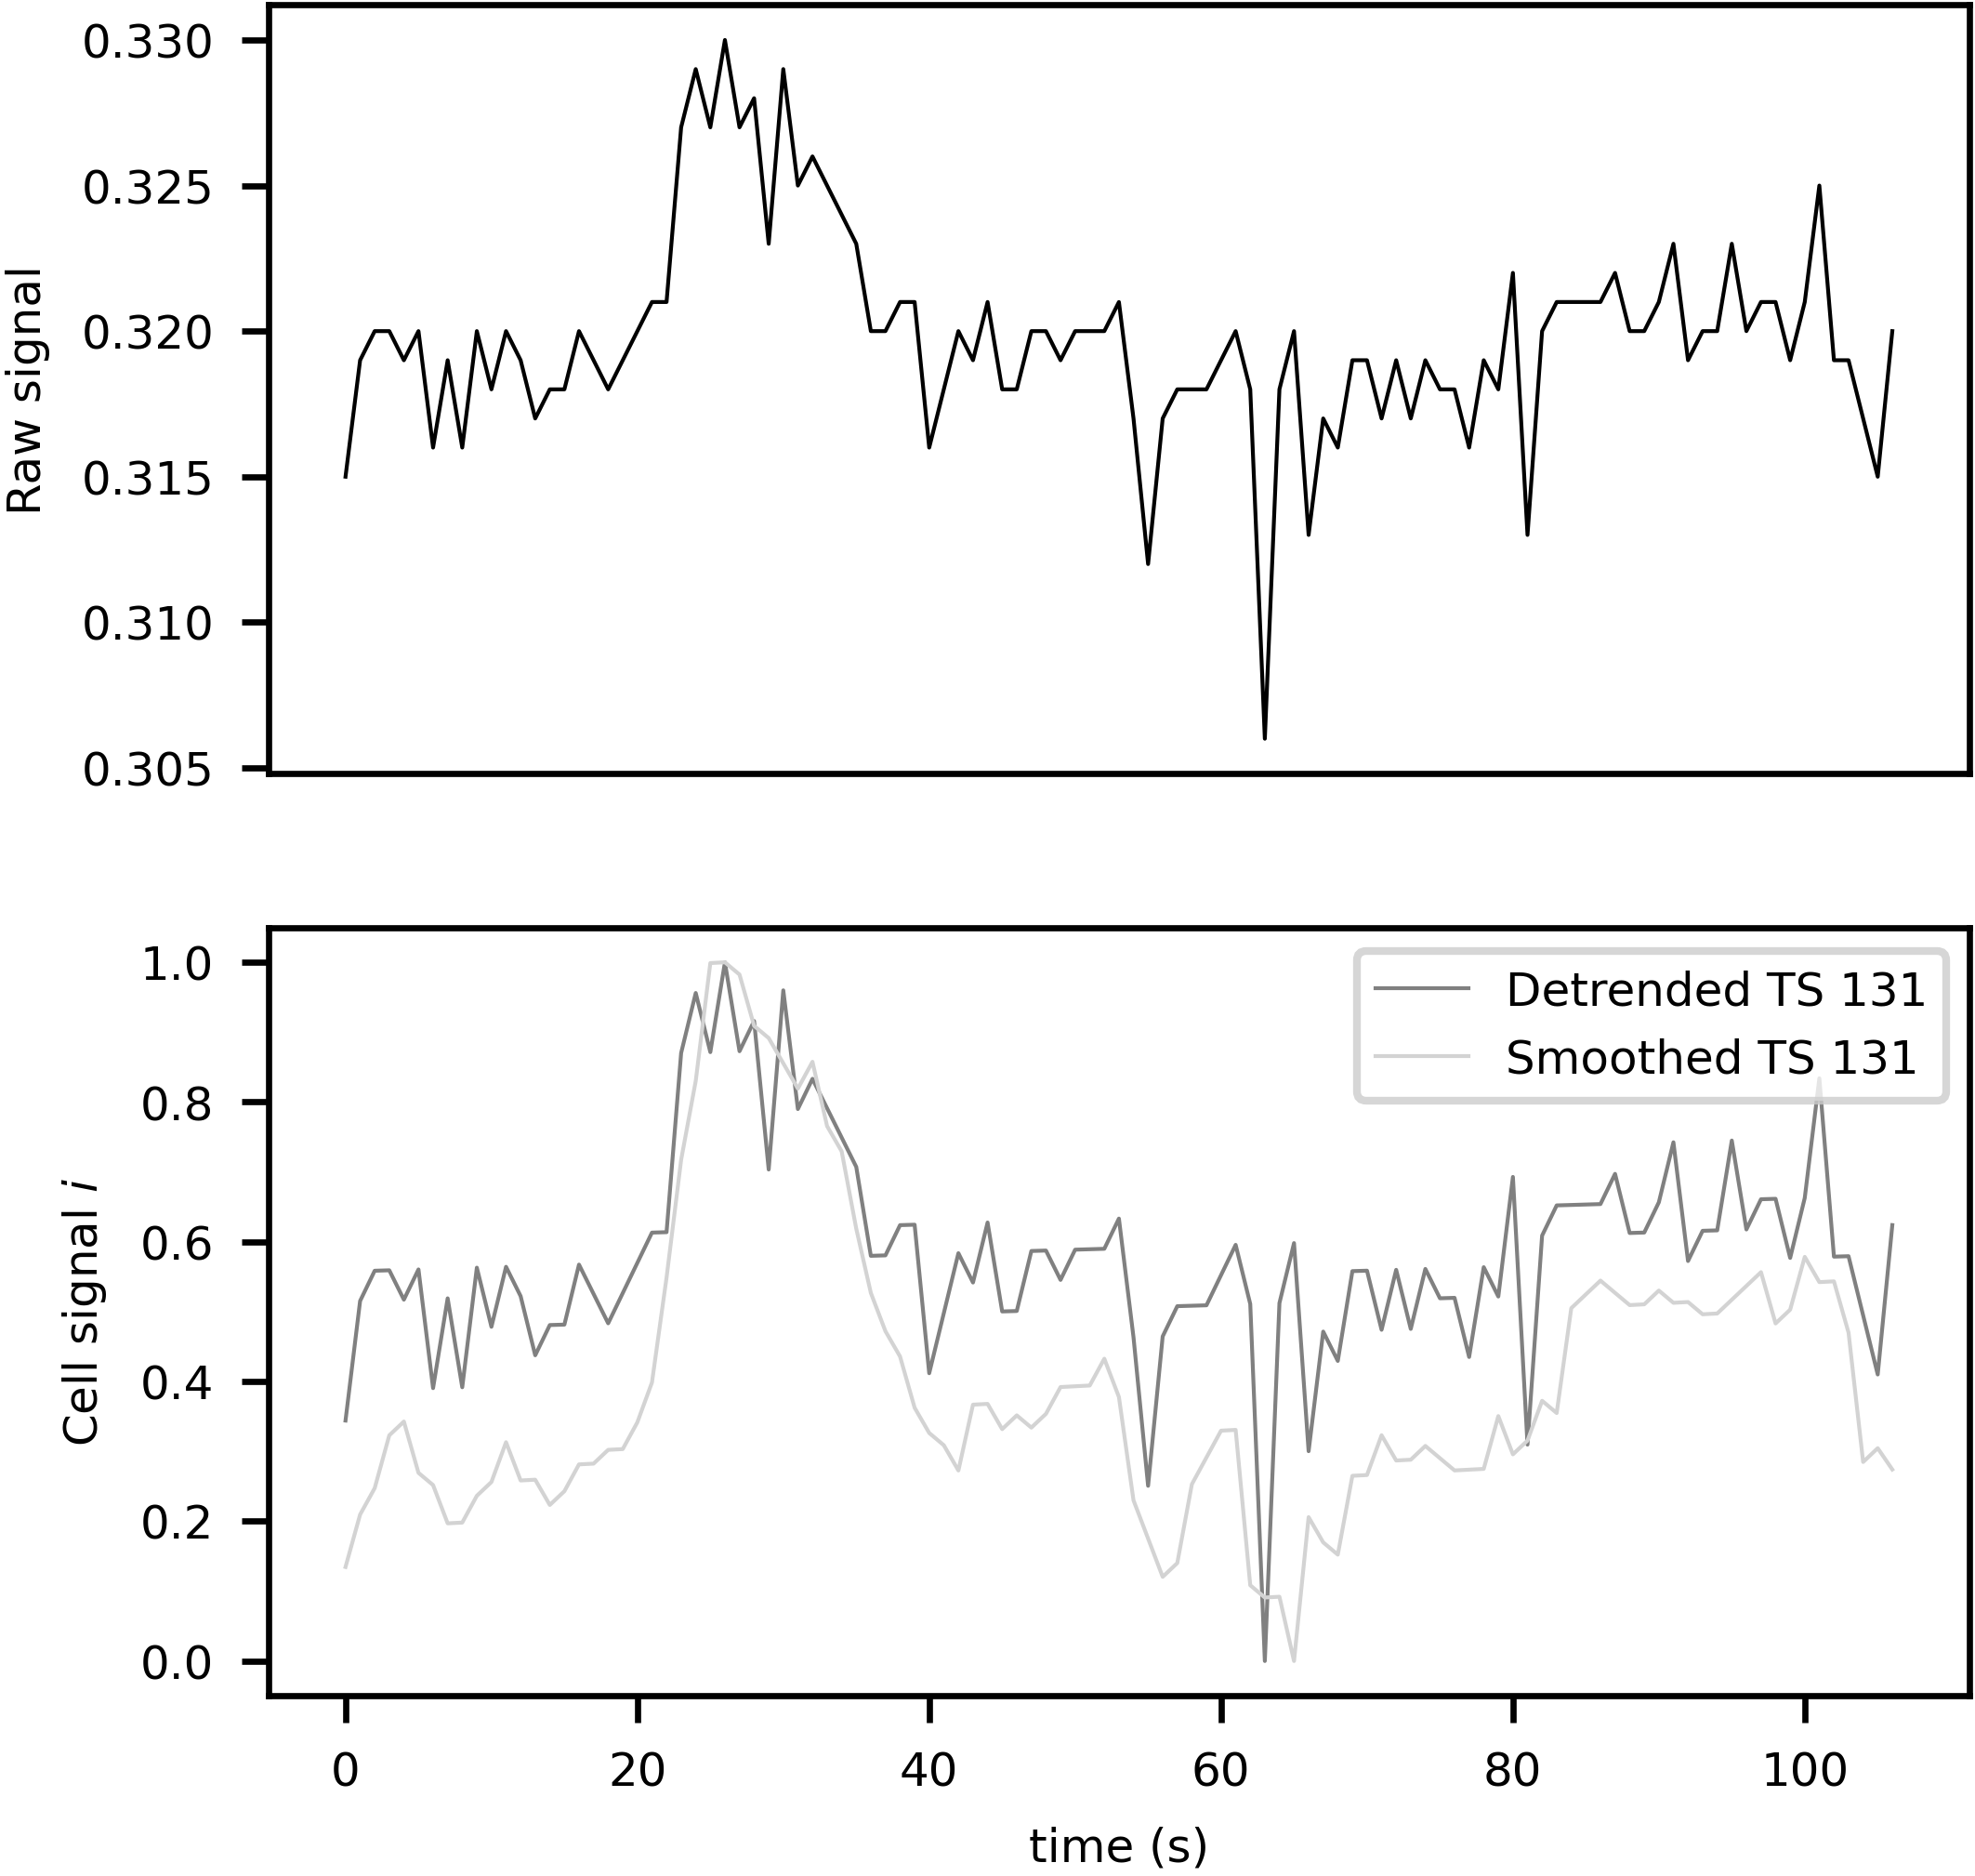 0.330
0.325
0.320
0.315
0.310
0.305
Raw signal
1.0
0.8
0.6
0.4
0.2
0.0
Cell signal i
Detrended TS 131
Smoothed TS 131
0 20 40 60 80 100
time (s)